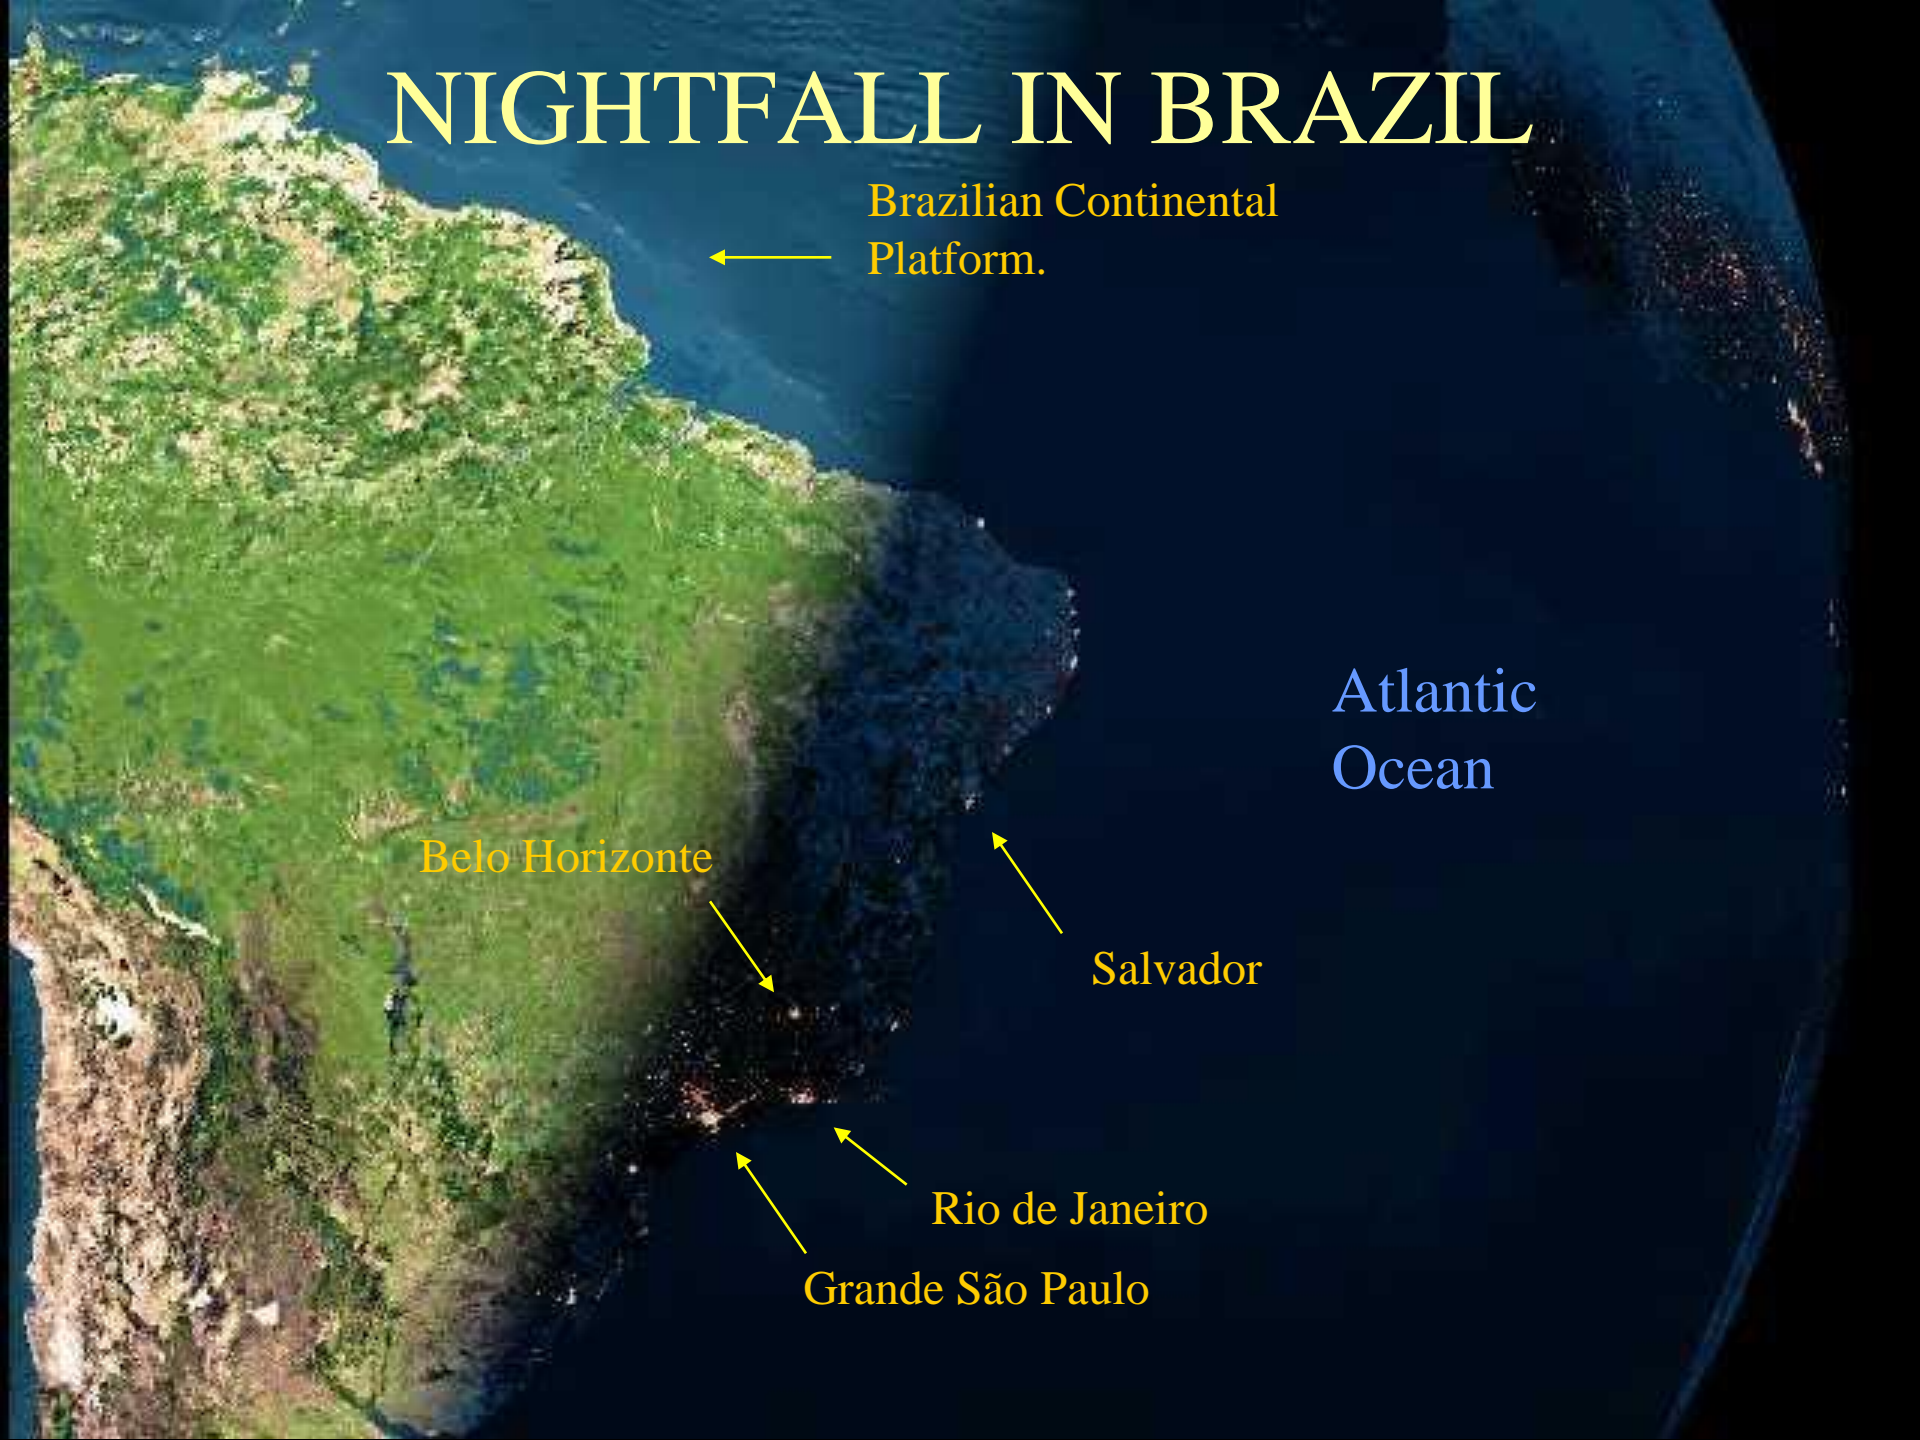 NIGHTFALL IN BRAZIL
Brazilian Continental
Platform.
Atlantic
Ocean
Belo Horizonte
Salvador
Rio de Janeiro
Grande São Paulo